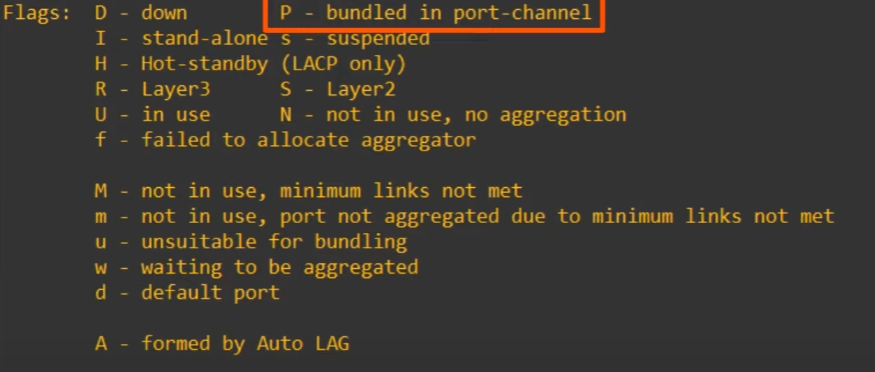 Flags:  D - down        P - bundled in port-channel
        I - stand-alone s - suspended
        H - Hot-standby (LACP only)
        R - Layer3      S - Layer2
        U - in use      N - not in use, no aggregation
        f - failed to allocate aggregator

        M - not in use, minimum links not met
        m - not in use, port not aggregated due to minimum links not met
        u - unsuitable for bundling
        w - waiting to be aggregated
        d - default port

        A - formed by Auto LAG